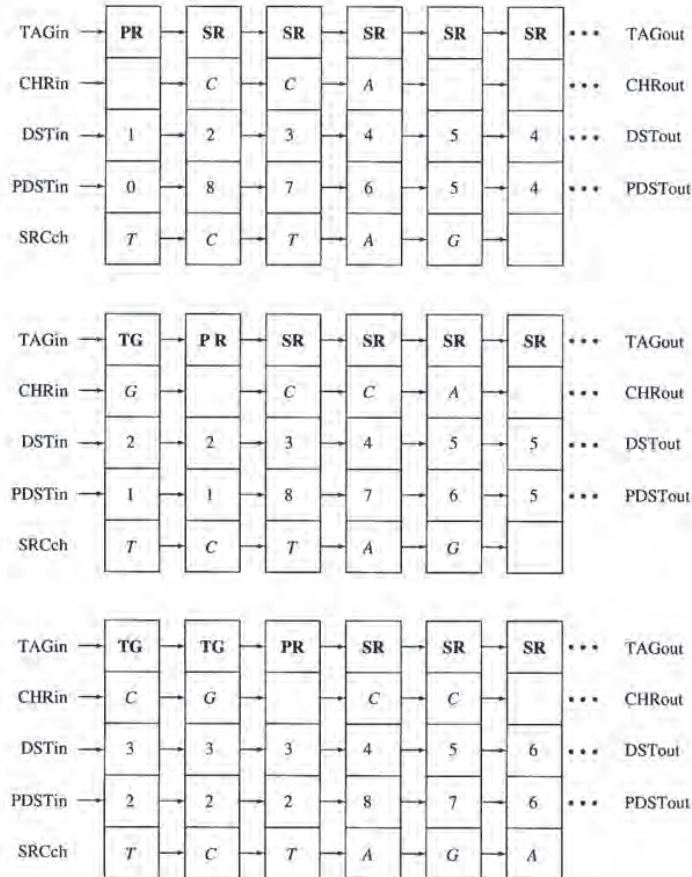 TAGin PR SR SR SR SR SR ••• TAGout
CHRin C C A CHRout
DSTin 1 2 3 4 5 4 ••• DSTout
PDSTin 0 8 7 6 5 4 ••• PDSTout
SRCch T C T A G
TAGin TG P R SR SR SR SR ••• TAGout
CHRin G C C A ••• CHRout
DSTin 2 2 3 4 5 5 ••• DSTout
PDSTin 1 1 8 7 6 5 ••• PDSTout
SRCch T C T A G
TAGin TG TG PR SR SR SR ••• TAGout
CHRin C G C C ••• CHRout
DSTin 3 3 3 4 5 6 ••• DSTout
PDSTin 2 2 2 8 7 6 ••• PDSTout
SRCch T C T A G A